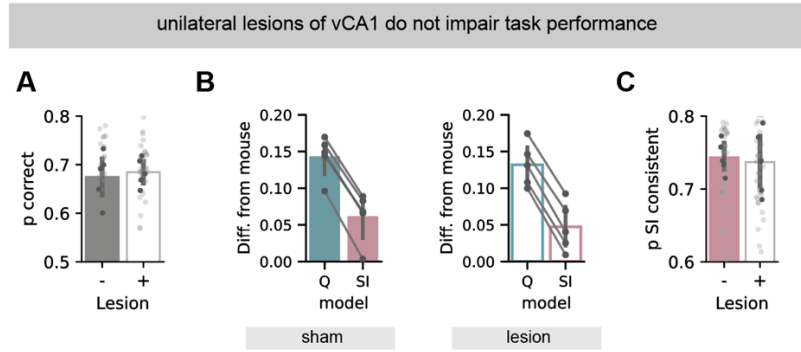 unilateral lesions of vCA1 do not impair task performance
A
p correct
0.8
0.7
0.6
0.5
- +
Lesion
B
Diff. from mouse
0.20
0.15
0.10
0.05
0.00
Q SI
model
sham
Diff. from mouse
0.20
0.15
0.10
0.05
0.00
Q SI
model
lesion
C
p SI consistent
0.8
0.7
0.6
- +
Lesion